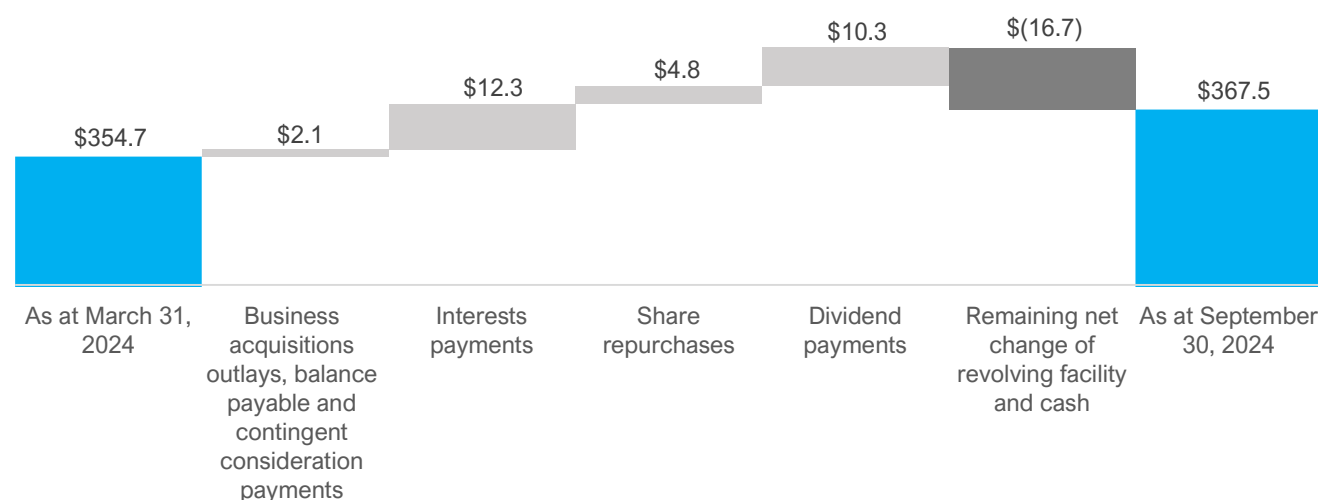 $10.3
$(16.7)
$4.8
$12.3
$367.5
$354.7
$2.1
As at March 31,
2024
Business
acquisitions
outlays, balance
payable and
contingent
consideration
payments
Interests
payments
Share
repurchases
Dividend
payments
Remaining net
change of
revolving facility
and cash
As at September
30, 2024